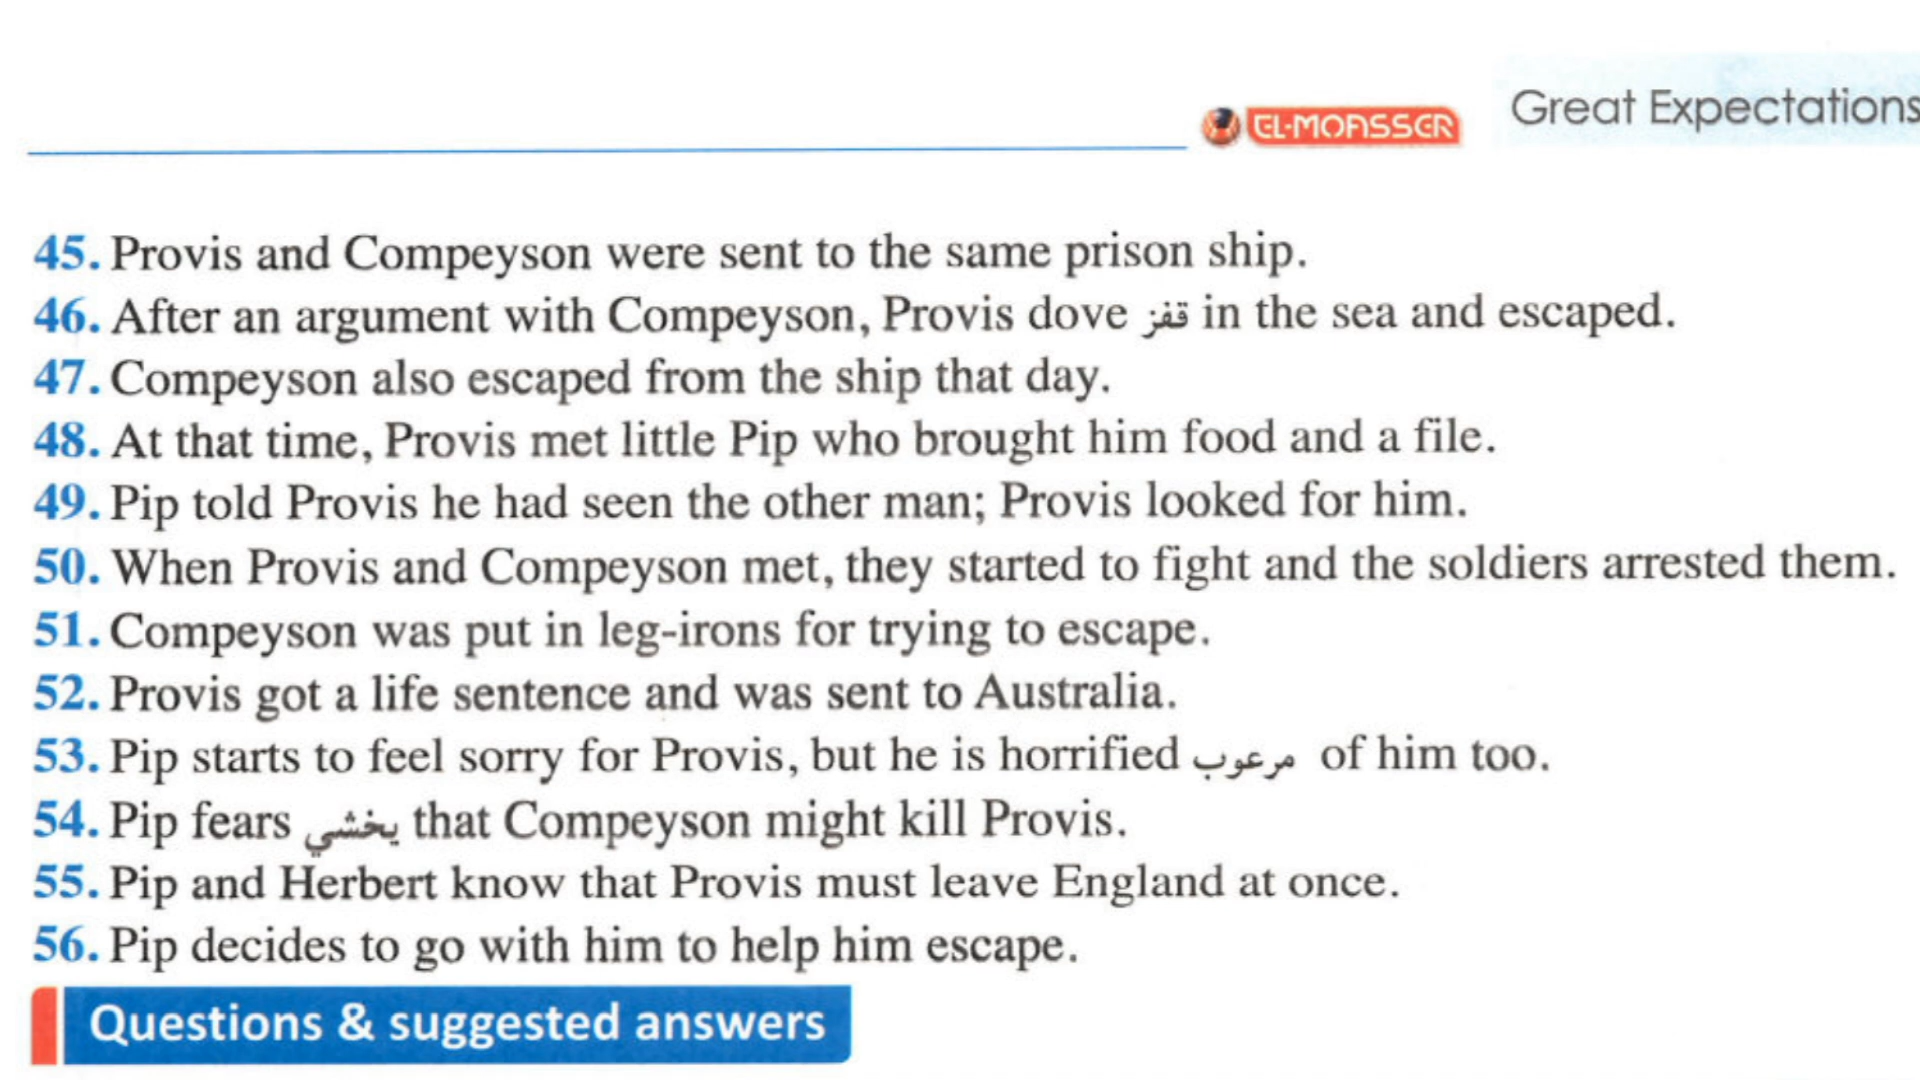 EL-MOASSER
Great Expectations
45. Provis and Compeyson were sent to the same prison ship.
46. After an argument with Compeyson, Provis dove قفز in the sea and escaped.
47. Compeyson also escaped from the ship that day.
48. At that time, Provis met little Pip who brought him food and a file.
49. Pip told Provis he had seen the other man; Provis looked for him.
50. When Provis and Compeyson met, they started to fight and the soldiers arrested them.
51. Compeyson was put in leg-irons for trying to escape.
52. Provis got a life sentence and was sent to Australia.
53. Pip starts to feel sorry for Provis, but he is horrified مرعوب of him too.
54. Pip fears يخشي that Compeyson might kill Provis.
55. Pip and Herbert know that Provis must leave England at once.
56. Pip decides to go with him to help him escape.
Questions & suggested answers